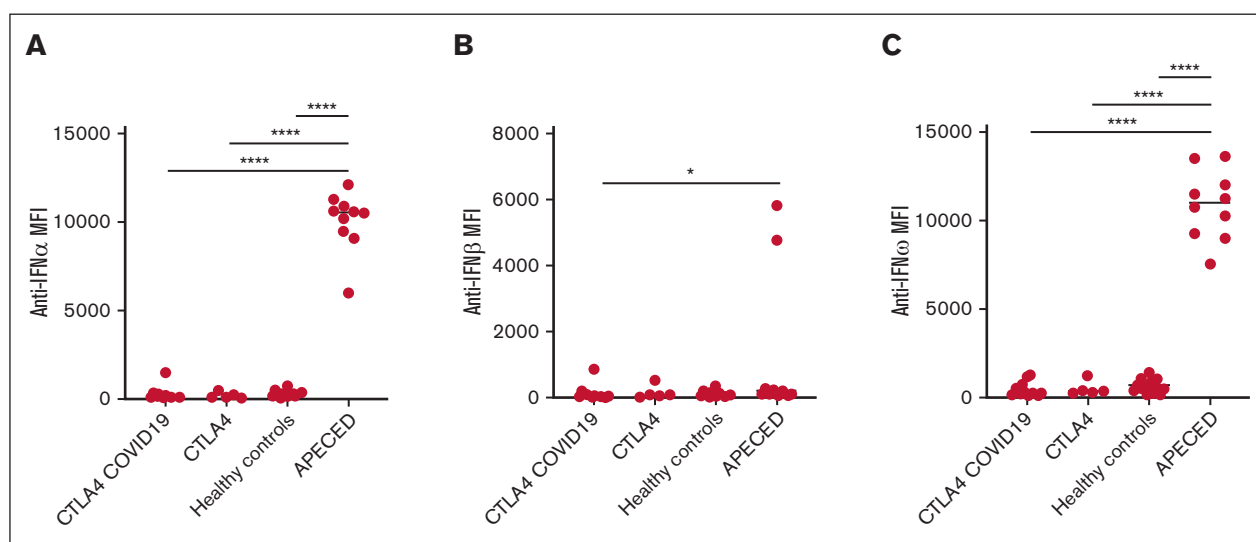 A
Anti-IFNα MFI
15000
10000
5000
0
****
****
****
CTLA4 COVID19
CTLA4
Healthy controls
APECED
B
Anti-IFNβ MFI
8000
6000
4000
2000
0
*
CTLA4 COVID19
CTLA4
Healthy controls
APECED
C
Anti-IFNω MFI
15000
10000
5000
0
****
****
****
CTLA4 COVID19
CTLA4
Healthy controls
APECED